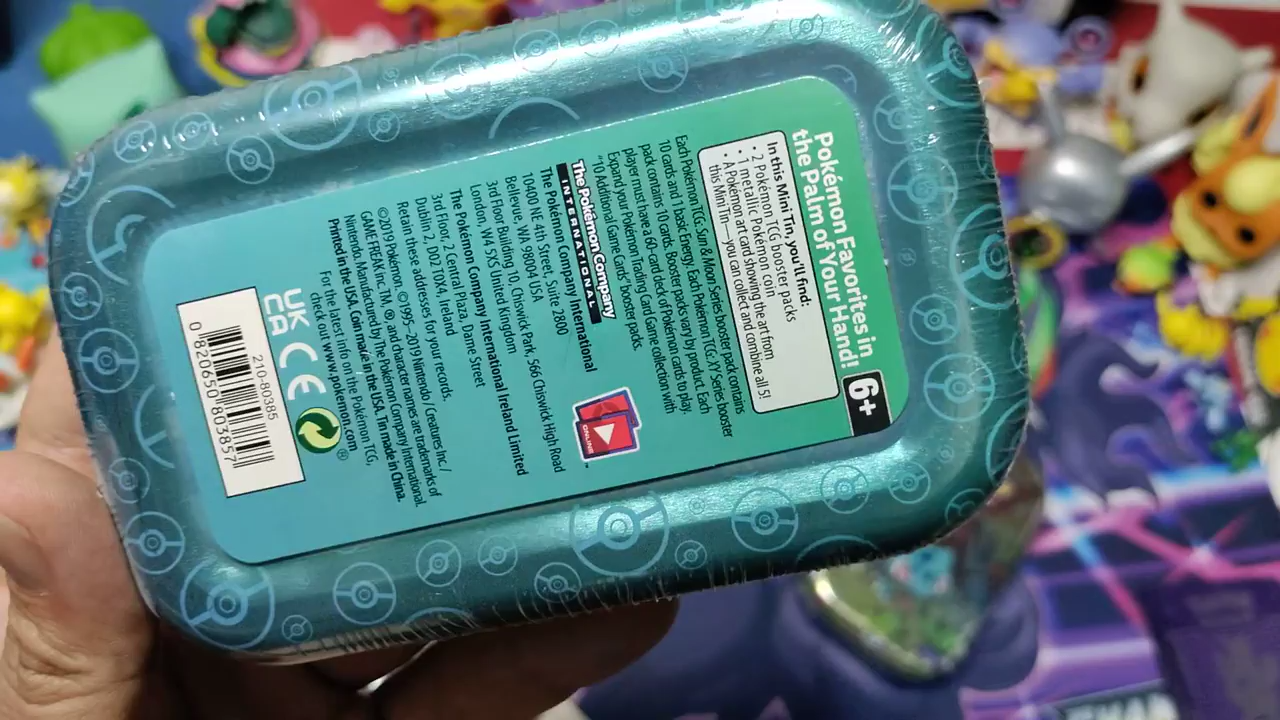 Pokémon Favorites in
the Palm of Your Hand!
6+
In this Mini Tin, you'll find:
• 2 Pokémon TCG booster packs
• 1 metallic Pokémon coin
• A Pokémon art card showing the art from
this Mini Tin—you can collect and combine all 5!
Each Pokémon TCG: Sun & Moon Series booster pack contains
10 cards and 1 basic Energy. Each Pokémon TCG: XY Series booster
pack contains 10 cards. Booster packs vary by product. Each
player must have a 60-card deck of Pokémon cards to play.
Expand your Pokémon Trading Card Game collection with
"10 Additional Game Cards" booster packs.
The Pokémon Company
INTERNATIONAL
ONLINE
The Pokémon Company International
10400 NE 4th Street, Suite 2800
Bellevue, WA 98004 USA
3rd Floor Building 10, Chiswick Park, 566 Chiswick High Road
London, W4 5XS United Kingdom
The Pokémon Company International Ireland Limited
3rd Floor, 2 Central Plaza, Dame Street
Dublin 2, D02 T0X4, Ireland
Retain these addresses for your records.
©2019 Pokémon. ©1995–2019 Nintendo / Creatures Inc. /
GAME FREAK inc. TM, ®, and character names are trademarks of
Nintendo. Manufactured by The Pokémon Company International.
Printed in the USA. Coin made in the USA. Tin made in China.
For the latest info on the Pokémon TCG,
check out www.pokemon.com
UK
CA
CE
®
210-80385
0 820650 803857